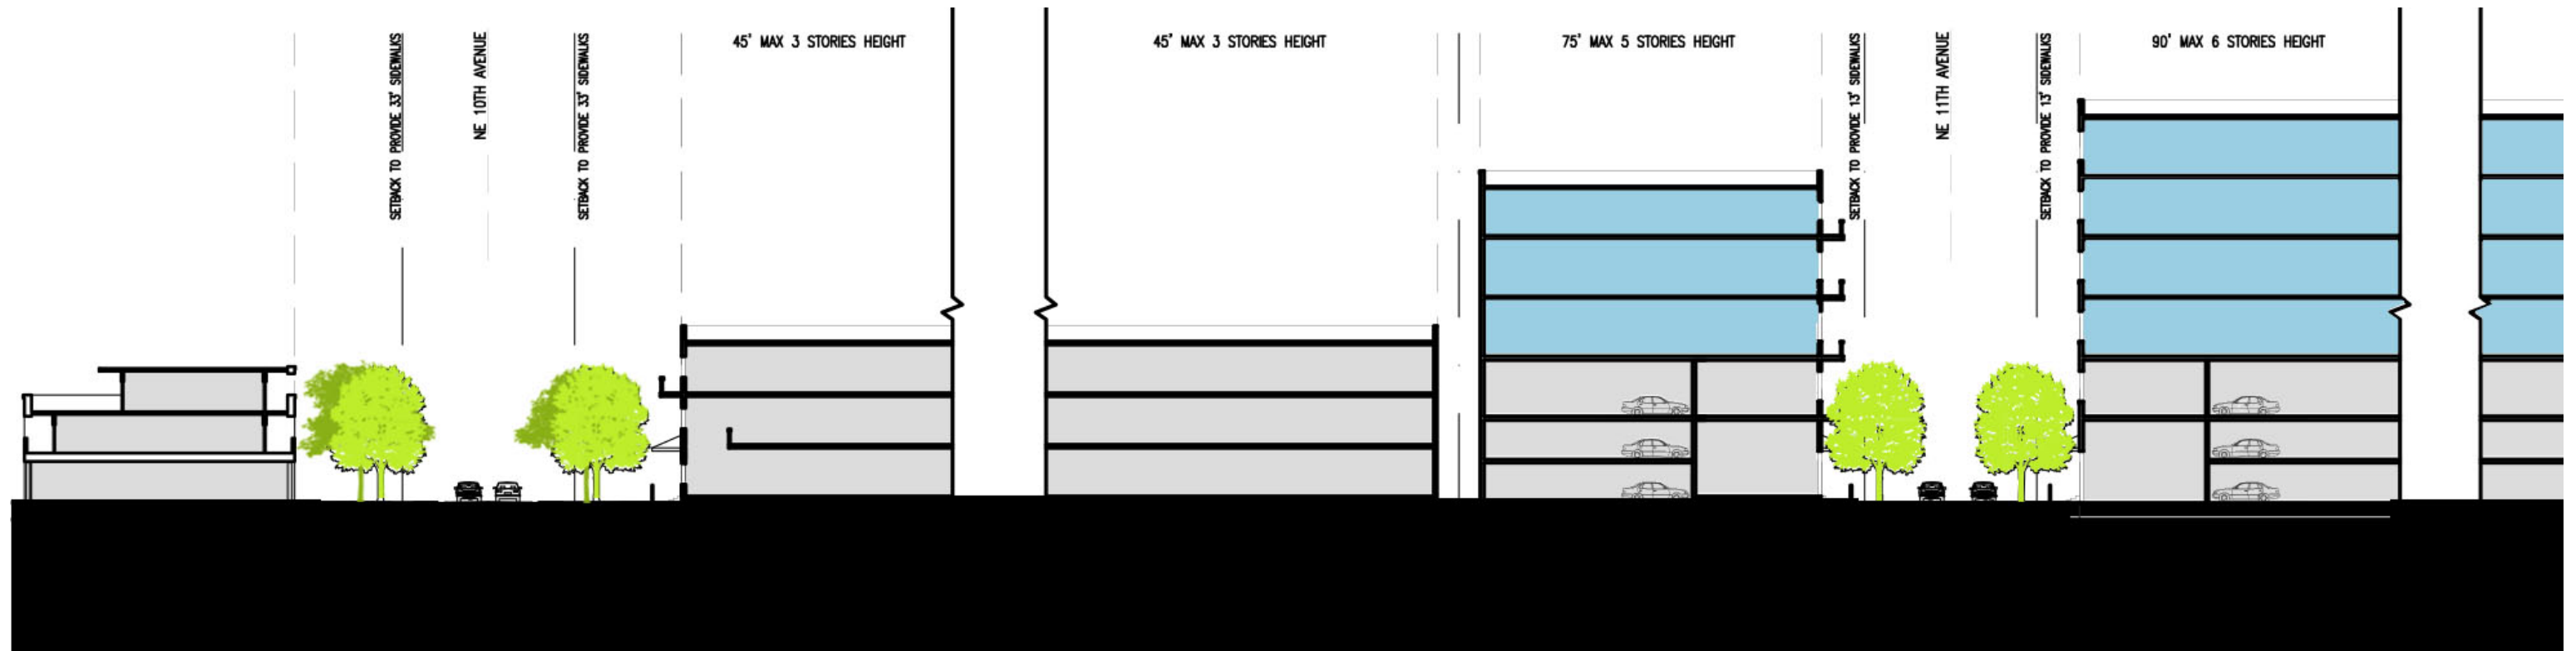 SETBACK TO PROVIDE 33' SIDEWALKS
NE 10TH AVENUE
SETBACK TO PROVIDE 33' SIDEWALKS
45' MAX 3 STORIES HEIGHT
45' MAX 3 STORIES HEIGHT
75' MAX 5 STORIES HEIGHT
SETBACK TO PROVIDE 13' SIDEWALKS
NE 11TH AVENUE
SETBACK TO PROVIDE 13' SIDEWALKS
90' MAX 6 STORIES HEIGHT